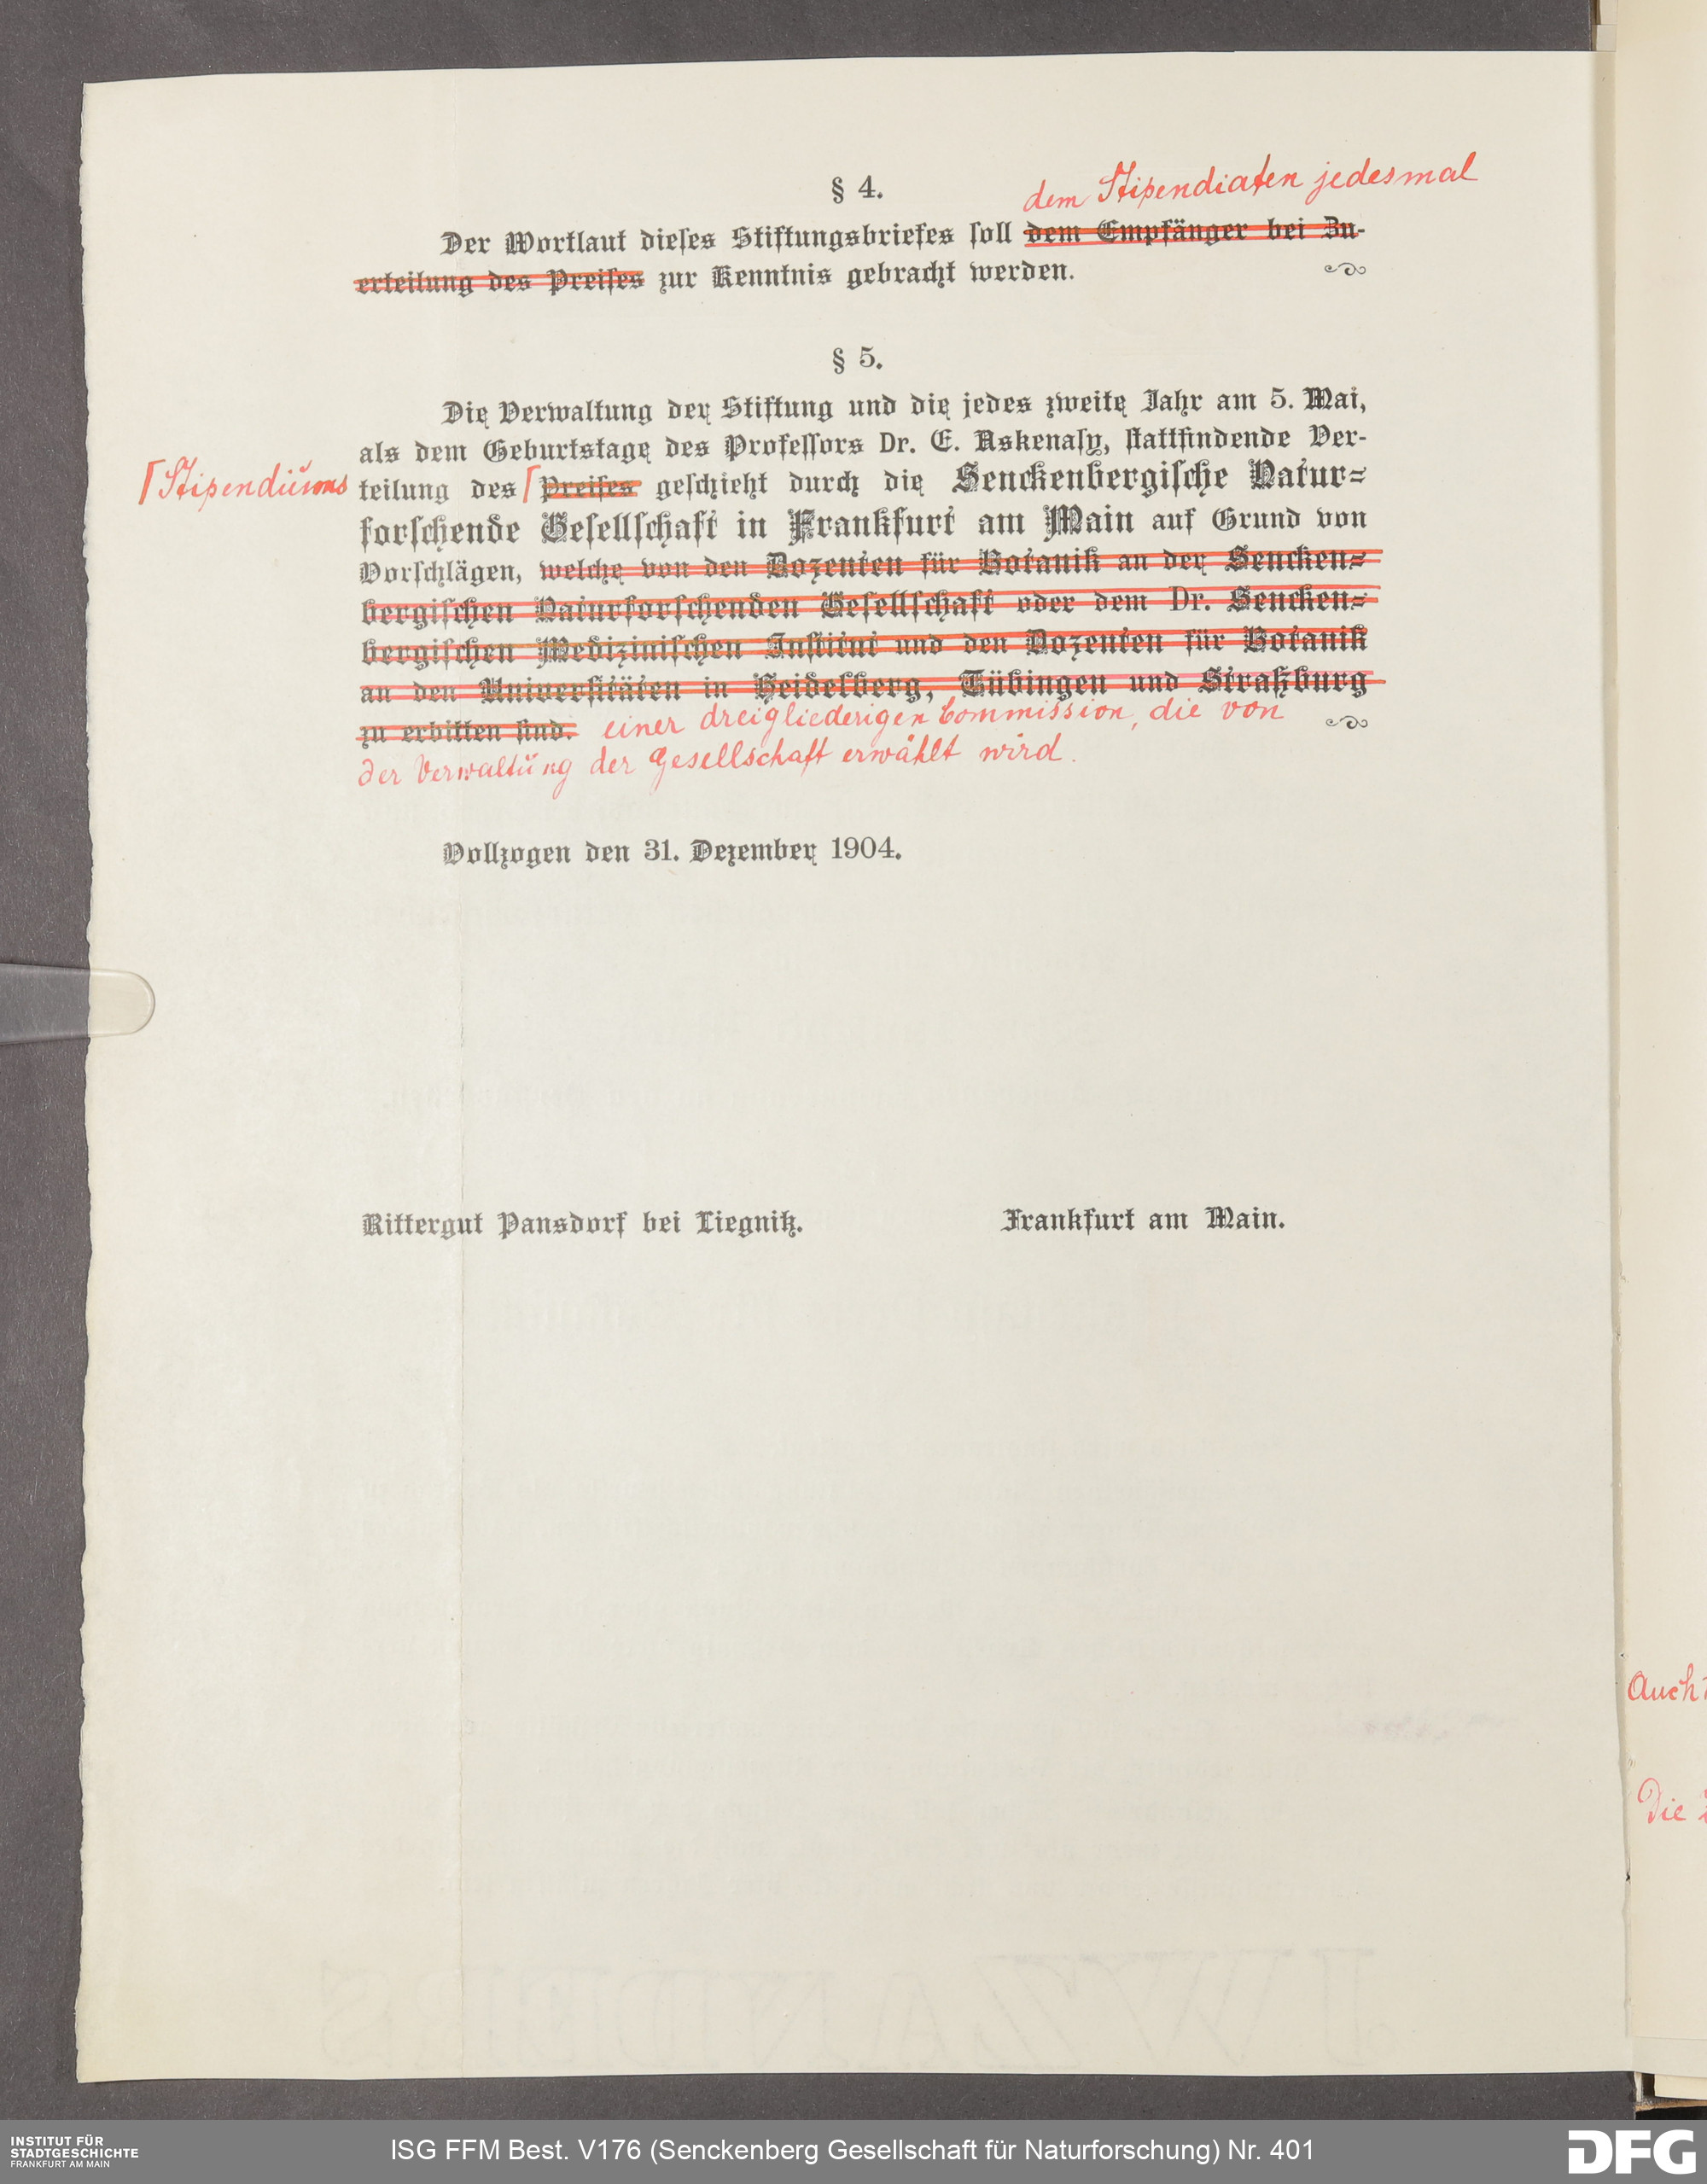 § 4.
dem Stipendiaten jedesmal
Der Wortlaut dieſes Stiftungsbriefes ſoll dem Empfänger bei Zu-
erteilung des Preiſes zur Kenntnis gebracht werden.
§ 5.
Die Verwaltung der Stiftung und die jedes zweite Jahr am 5. Mai,
als dem Geburtstage des Profeſſors Dr. E. Askenaſy, ſtattfindende Ver-
⌈Stipendiums
teilung des ⌈Preiſes geſchieht durch die Senckenbergiſche Natur-
forſchende Geſellſchaft in Frankfurt am Main auf Grund von
Vorſchlägen, welche von den Dozenten für Botanik an der Sencken-
bergiſchen Naturforſchenden Geſellſchaft oder dem Dr. Sencken-
bergiſchen Mediziniſchen Inſtitut und den Dozenten für Botanik
an den Univerſitäten in Heidelberg, Tübingen und Straßburg
zu erbitten ſind. einer dreigliederigen Commission, die von
der Verwaltung der Gesellschaft erwählt wird.
Vollzogen den 31. Dezember 1904.
Rittergut Pansdorf bei Liegnitz. Frankfurt am Main.
Auch
Die
INSTITUT FÜR
STADTGESCHICHTE
FRANKFURT AM MAIN
ISG FFM Best. V176 (Senckenberg Gesellschaft für Naturforschung) Nr. 401
DFG